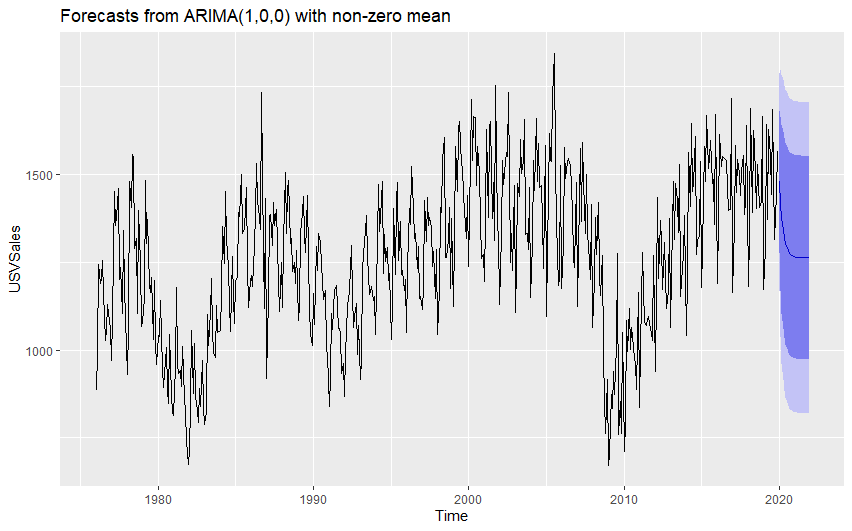 Forecasts from ARIMA(1,0,0) with non-zero mean
USVSales
1500
1000
1980
1990
2000
2010
2020
Time